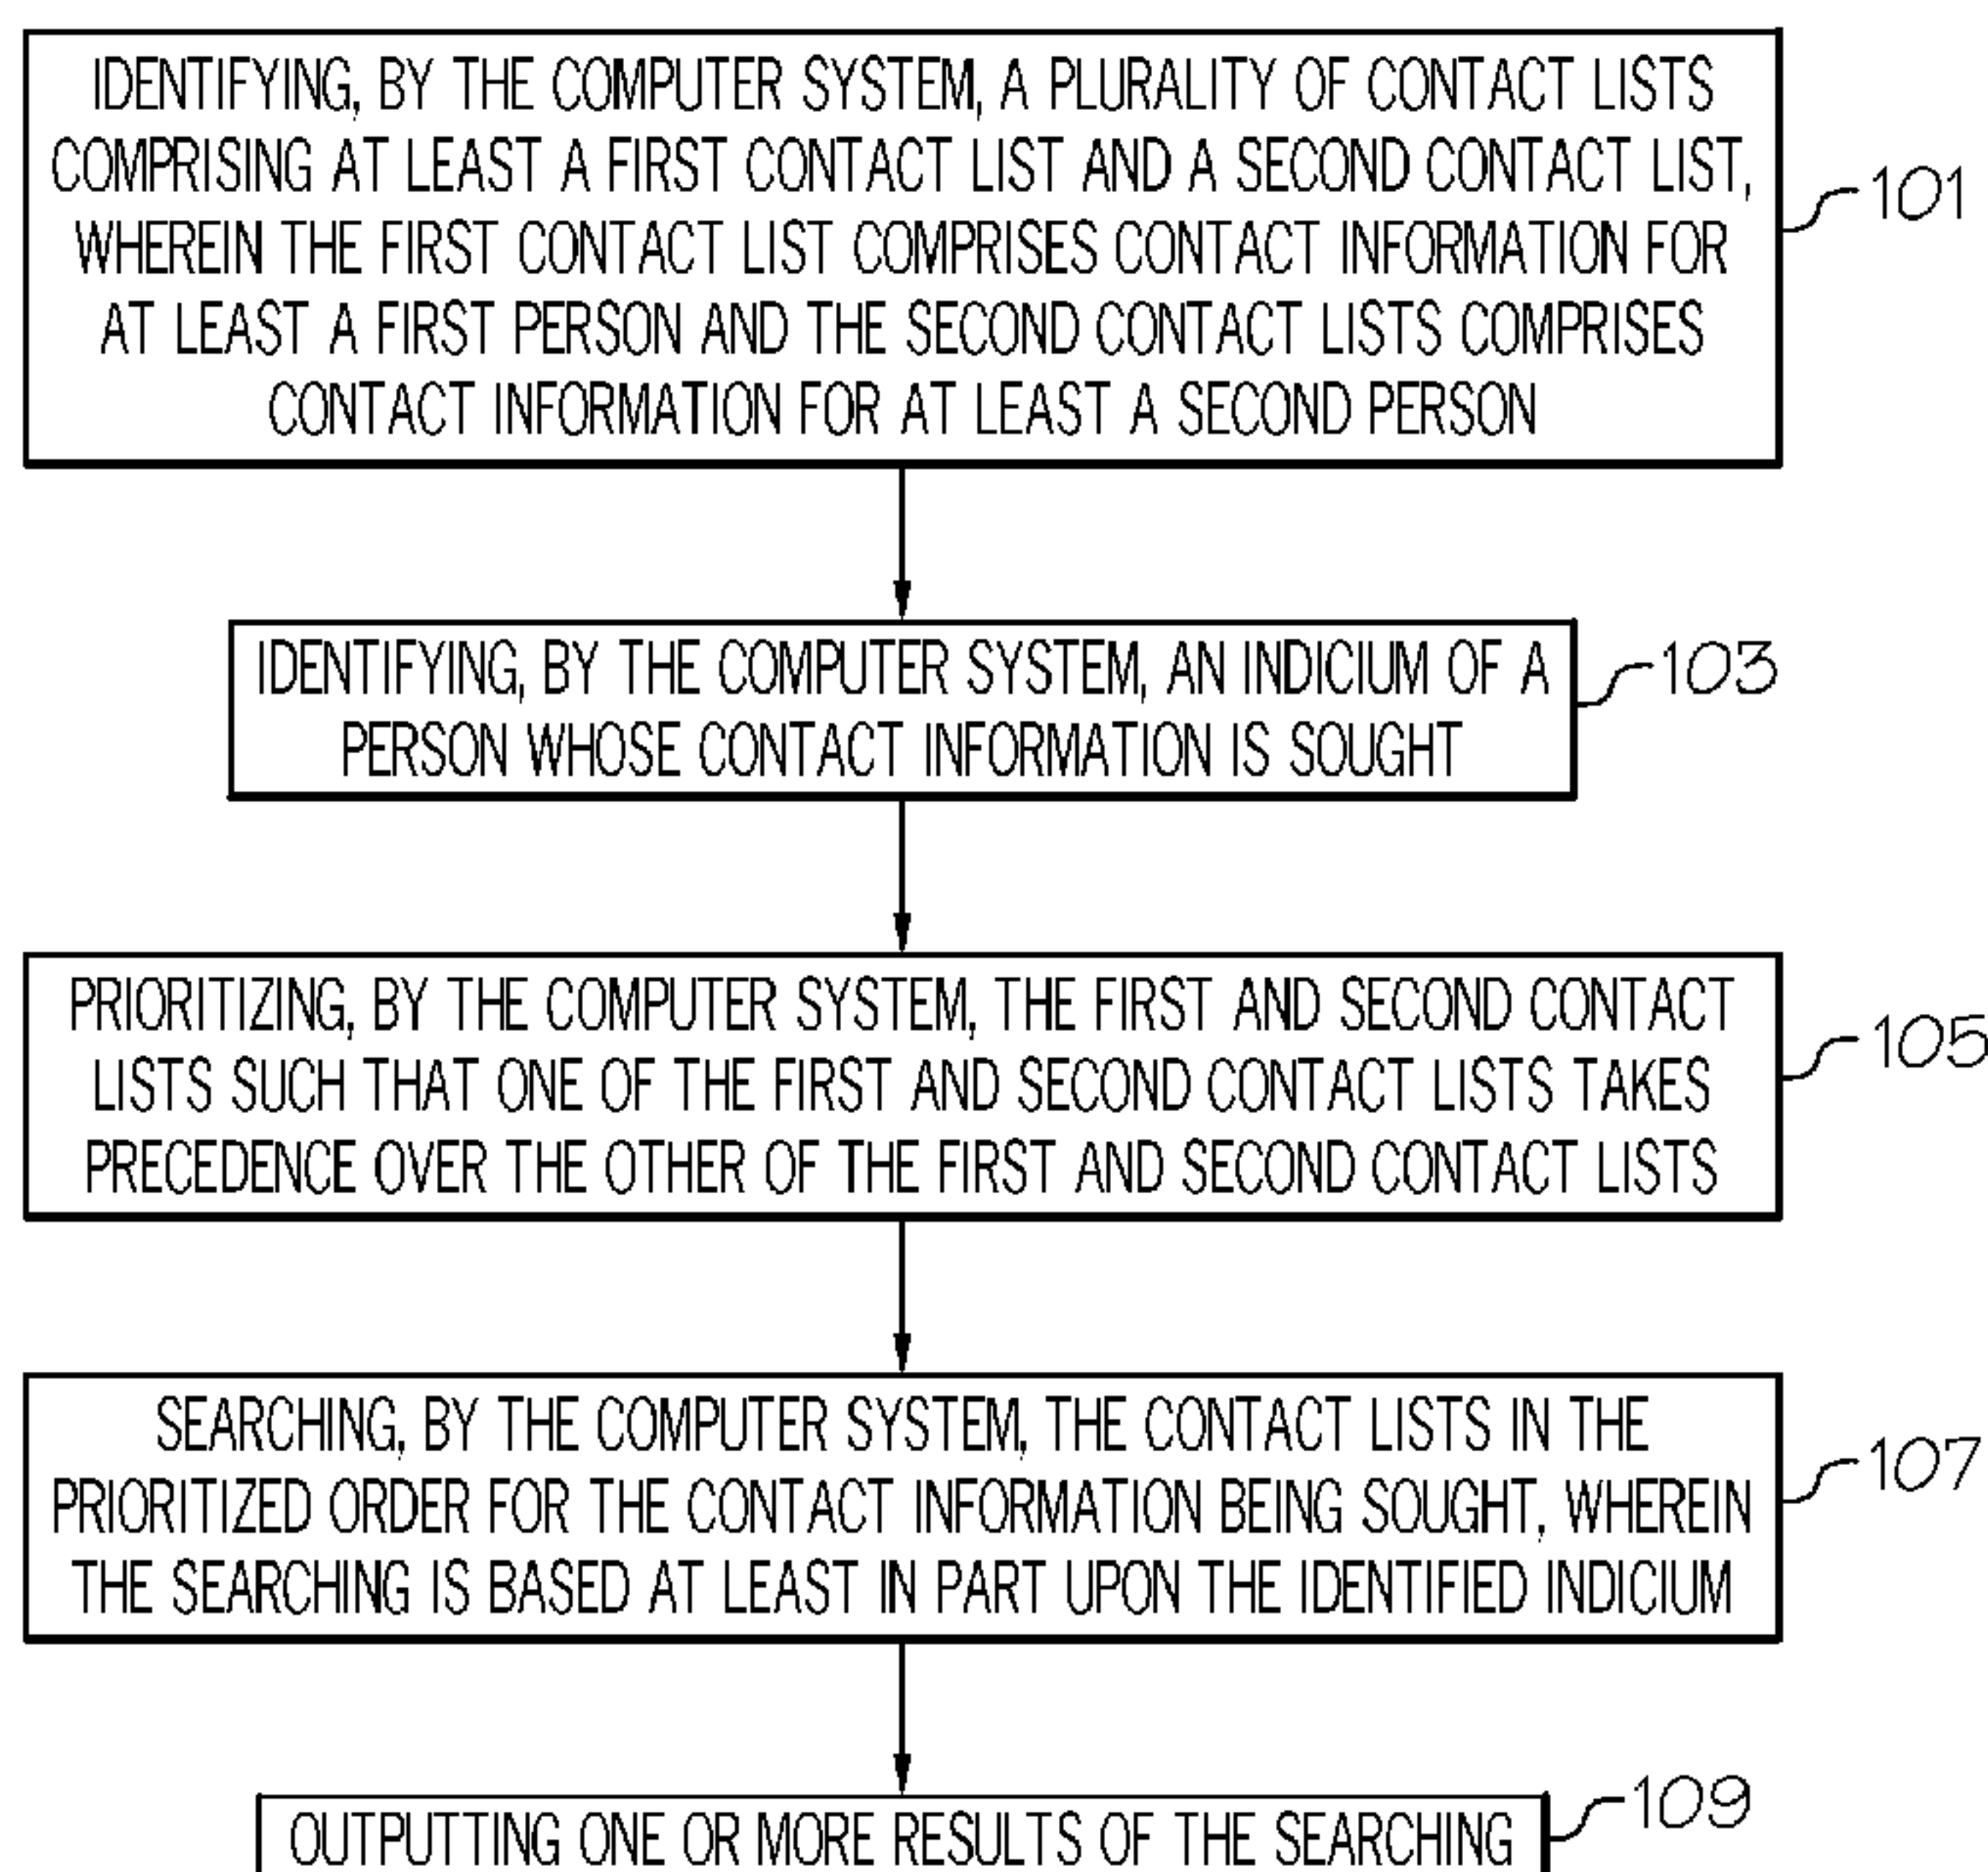 IDENTIFYING, BY THE COMPUTER SYSTEM, A PLURALITY OF CONTACT LISTS
COMPRISING AT LEAST A FIRST CONTACT LIST AND A SECOND CONTACT LIST,
WHEREIN THE FIRST CONTACT LIST COMPRISES CONTACT INFORMATION FOR
AT LEAST A FIRST PERSON AND THE SECOND CONTACT LISTS COMPRISES
CONTACT INFORMATION FOR AT LEAST A SECOND PERSON
101
IDENTIFYING, BY THE COMPUTER SYSTEM, AN INDICIUM OF A
PERSON WHOSE CONTACT INFORMATION IS SOUGHT
103
PRIORITIZING, BY THE COMPUTER SYSTEM, THE FIRST AND SECOND CONTACT
LISTS SUCH THAT ONE OF THE FIRST AND SECOND CONTACT LISTS TAKES
PRECEDENCE OVER THE OTHER OF THE FIRST AND SECOND CONTACT LISTS
105
SEARCHING, BY THE COMPUTER SYSTEM, THE CONTACT LISTS IN THE
PRIORITIZED ORDER FOR THE CONTACT INFORMATION BEING SOUGHT, WHEREIN
THE SEARCHING IS BASED AT LEAST IN PART UPON THE IDENTIFIED INDICIUM
107
OUTPUTTING ONE OR MORE RESULTS OF THE SEARCHING
109